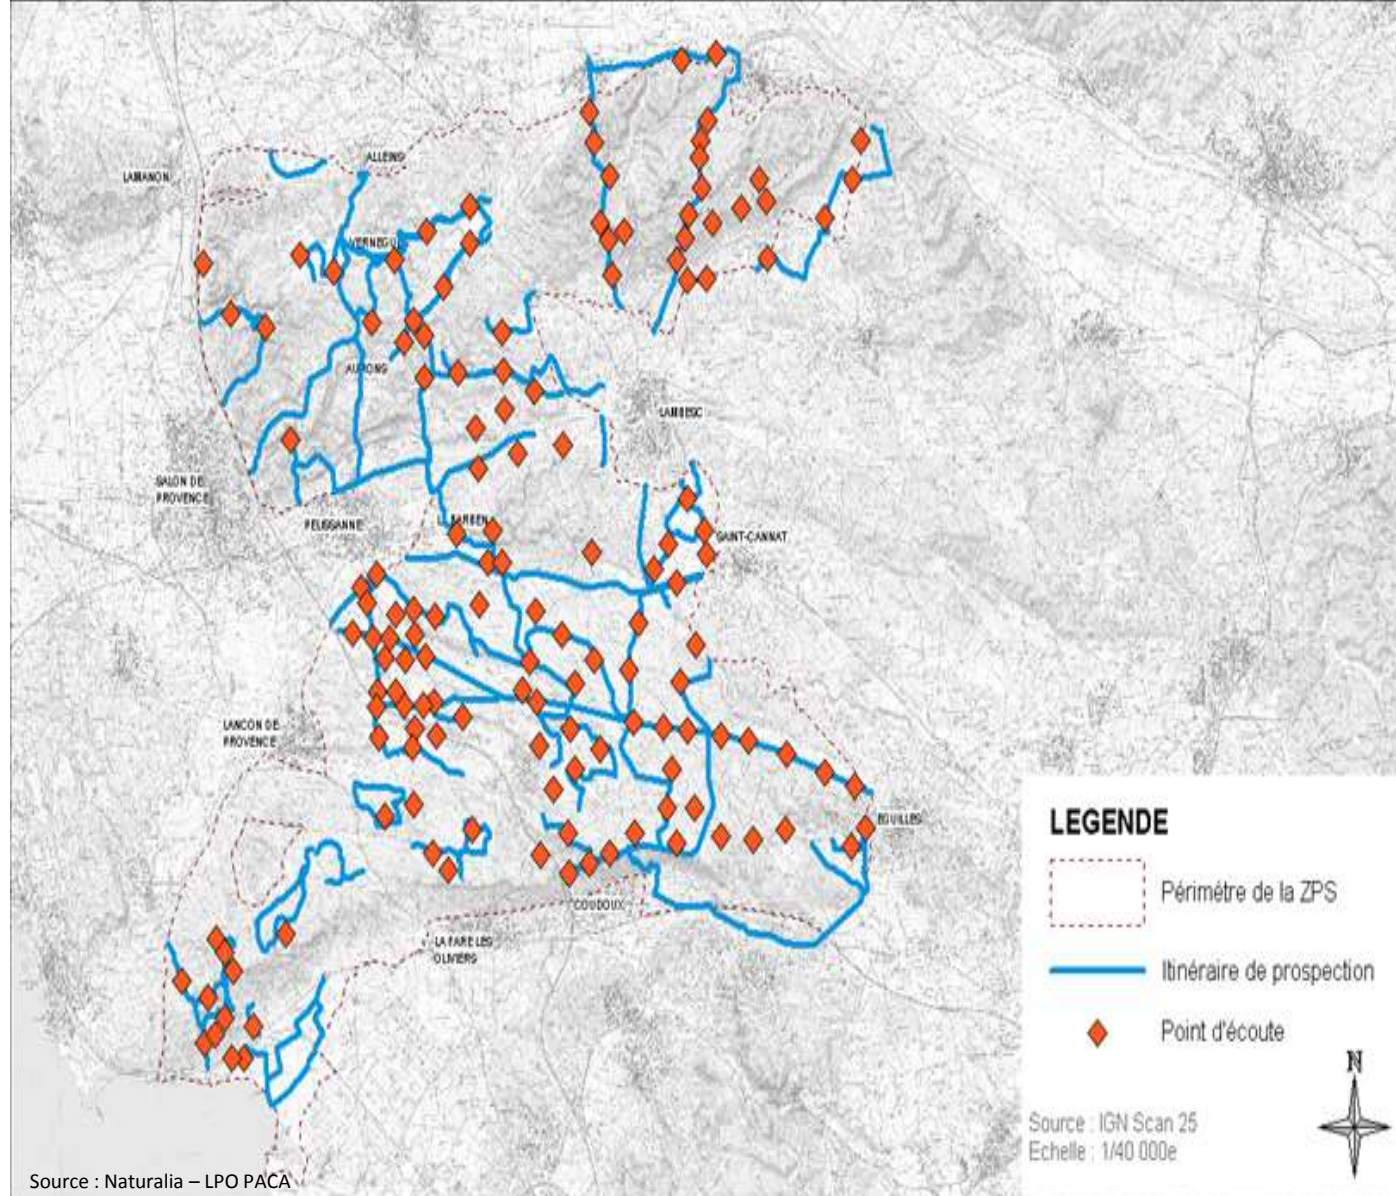 ALLEINS
LAMANON
VERNEGU
AURONS
LAMBESC
SALON DE
PROVENCE
PELISSANNE
BARBEN
SAINT-CANNAT
LANCON DE
PROVENCE
EGUILLES
COUDOUX
LA FARE LES
OLIVIERS
LEGENDE
Périmètre de la ZPS
Itinéraire de prospection
Point d'écoute
N
Source : IGN Scan 25
Echelle : 1/40 000e
Source : Naturalia – LPO PACA